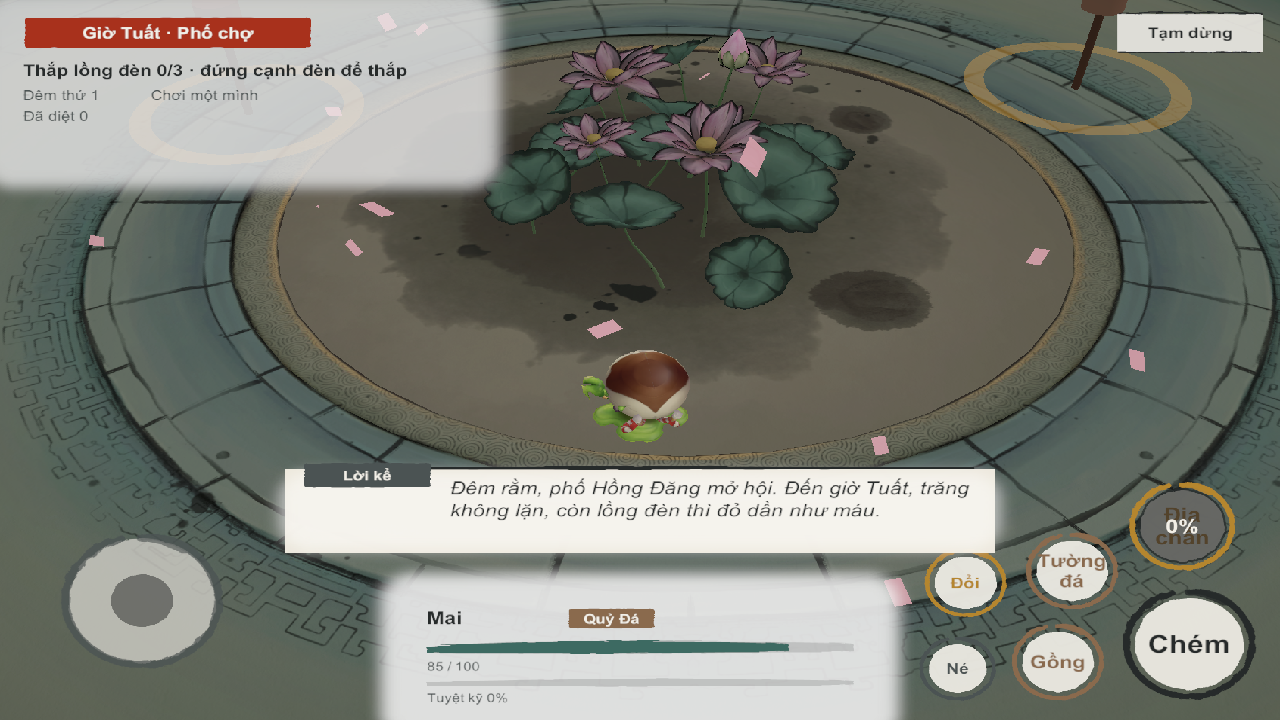 Giờ Tuất · Phố chợ
Thắp lồng đèn 0/3 · đứng cạnh đèn để thắp
Đêm thứ 1 Chơi một mình
Đã diệt 0
Tạm dừng
Lời kể
Đêm rằm, phố Hồng Đăng mở hội. Đến giờ Tuất, trăng
không lặn, còn lồng đèn thì đỏ dần như máu.
Mai Quỷ Đá
85 / 100
Tuyệt kỹ 0%
Địa
chấn
0%
Tường
đá
Đổi
Chém
Gồng
Né